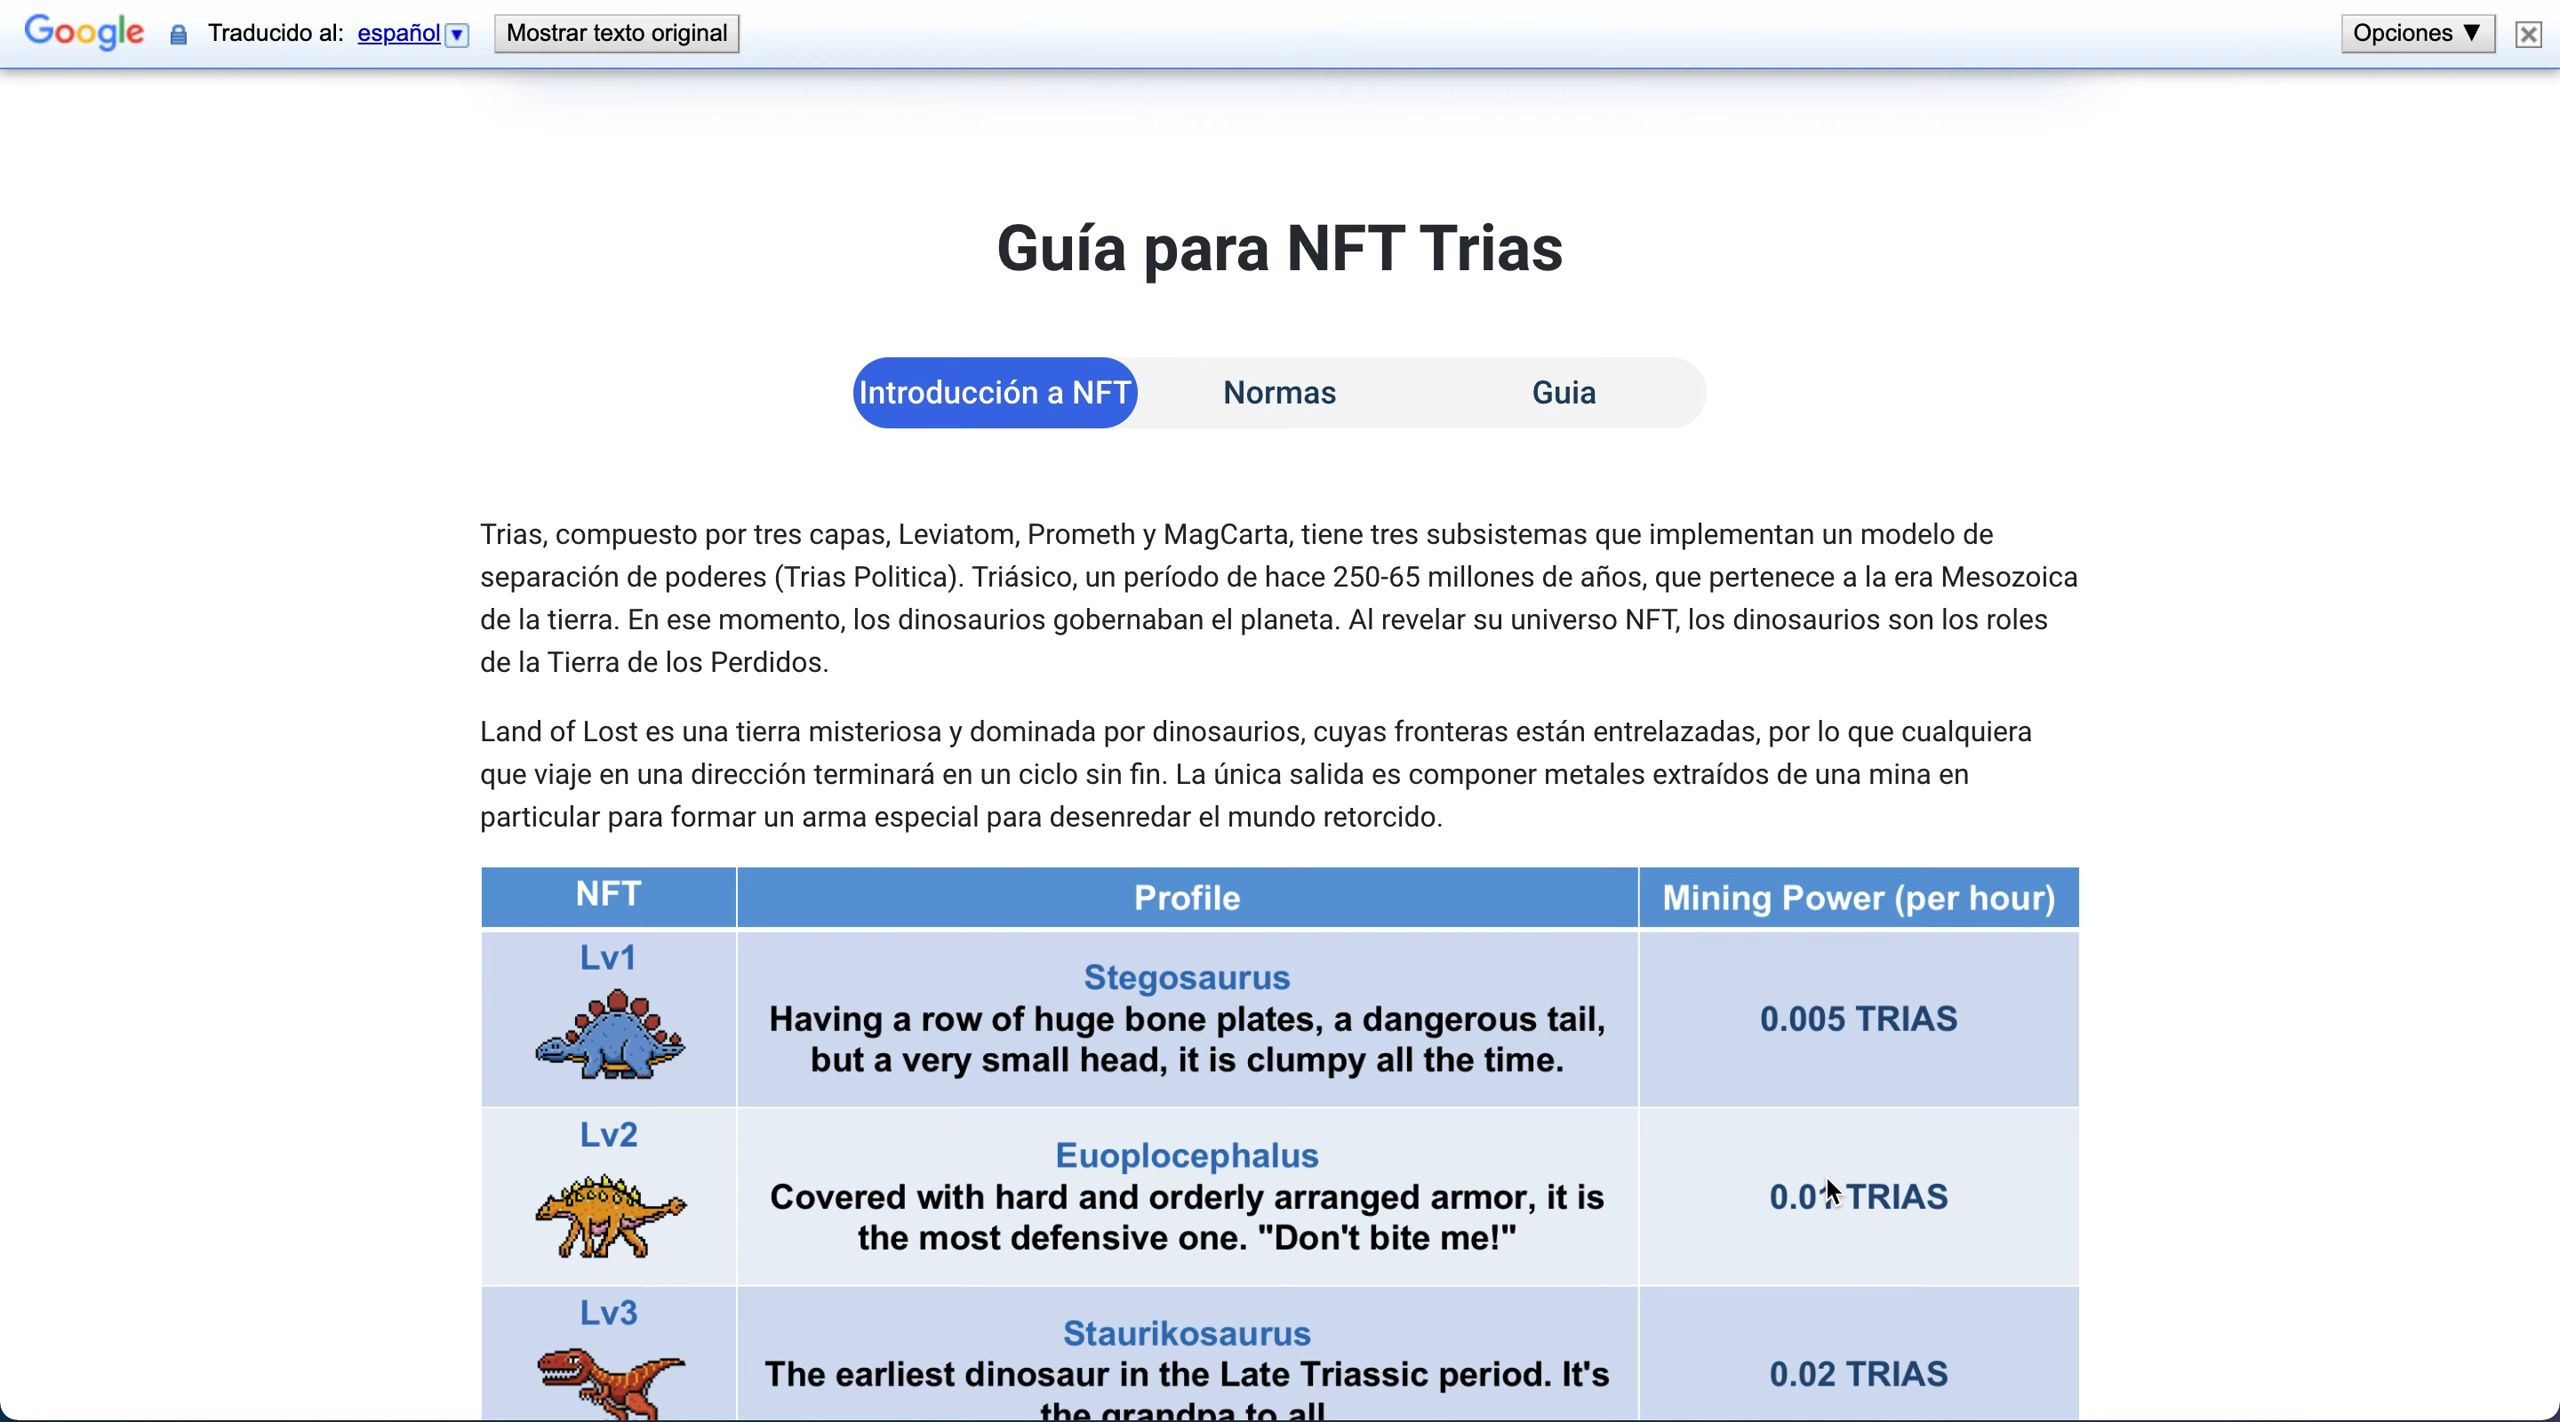 Google Traducido al: español Mostrar texto original Opciones ▼
Guía para NFT Trias
Introducción a NFT Normas Guia
Trias, compuesto por tres capas, Leviatom, Prometh y MagCarta, tiene tres subsistemas que implementan un modelo de
separación de poderes (Trias Politica). Triásico, un período de hace 250-65 millones de años, que pertenece a la era Mesozoica
de la tierra. En ese momento, los dinosaurios gobernaban el planeta. Al revelar su universo NFT, los dinosaurios son los roles
de la Tierra de los Perdidos.
Land of Lost es una tierra misteriosa y dominada por dinosaurios, cuyas fronteras están entrelazadas, por lo que cualquiera
que viaje en una dirección terminará en un ciclo sin fin. La única salida es componer metales extraídos de una mina en
particular para formar un arma especial para desenredar el mundo retorcido.
NFT Profile Mining Power (per hour)
Lv1
Stegosaurus
Having a row of huge bone plates, a dangerous tail,
but a very small head, it is clumpy all the time.
0.005 TRIAS
Lv2
Euoplocephalus
Covered with hard and orderly arranged armor, it is
the most defensive one. "Don't bite me!"
0.01 TRIAS
Lv3
Staurikosaurus
The earliest dinosaur in the Late Triassic period. It's
the grandpa to all
0.02 TRIAS